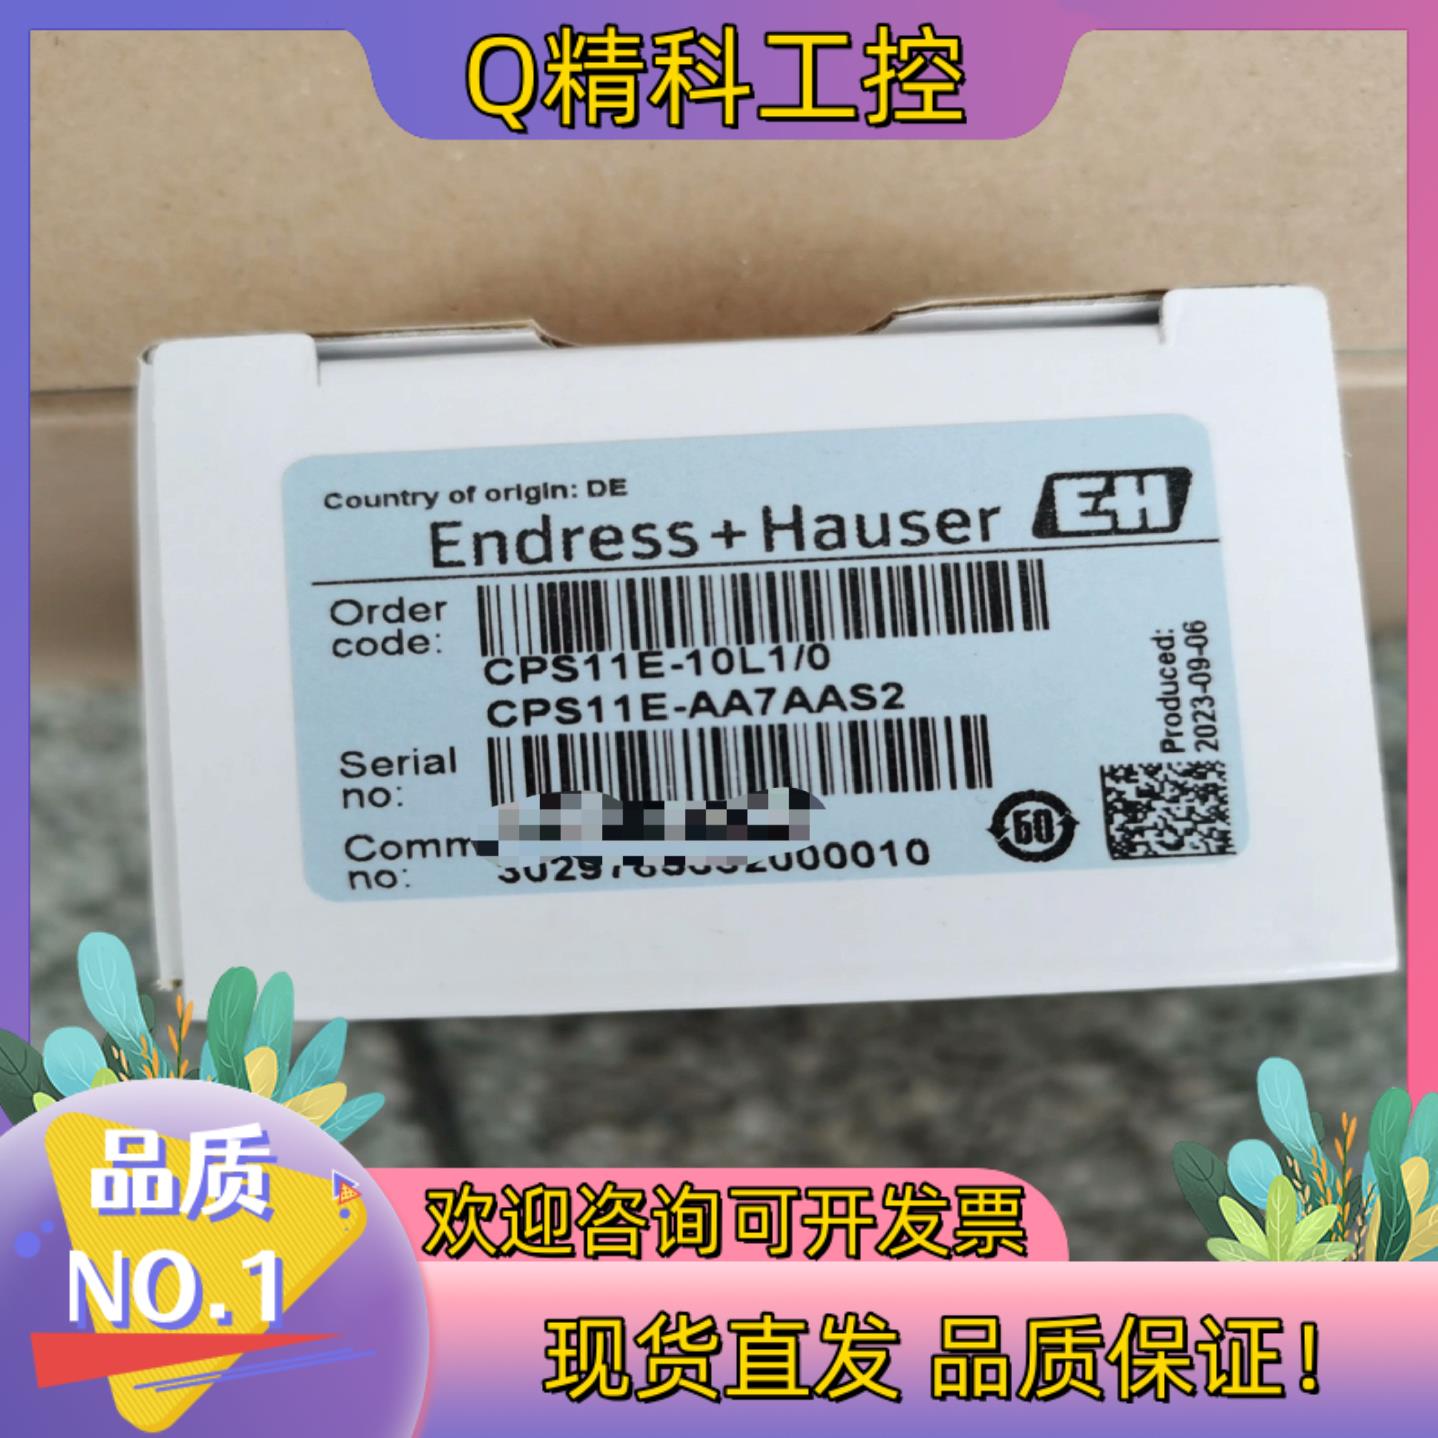 Q精科工控
Country of origin: DE
Endress+Hauser EH
Order
code:
CPS11E-10L1/0
CPS11E-AA7AAS2
Produced:
2023-09-06
Serial
no:
Comm
no:
60
品质
NO.1
欢迎咨询可开发票
现货直发 品质保证!